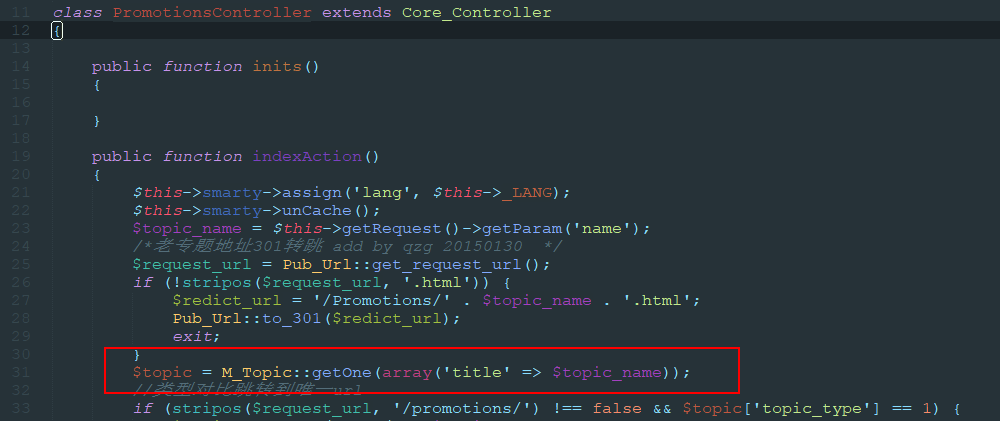 11 class PromotionsController extends Core_Controller
12 {
13
14 public function inits()
15 {
16
17 }
18
19 public function indexAction()
20 {
21 $this->smarty->assign('lang', $this->_LANG);
22 $this->smarty->unCache();
23 $topic_name = $this->getRequest()->getParam('name');
24 /*老专题地址301转跳 add by qzg 20150130 */
25 $request_url = Pub_Url::get_request_url();
26 if (!stripos($request_url, '.html')) {
27 $redict_url = '/Promotions/' . $topic_name . '.html';
28 Pub_Url::to_301($redict_url);
29 exit;
30 }
31 $topic = M_Topic::getOne(array('title' => $topic_name));
32 //类型对比跳转到唯一url
33 if (stripos($request_url, '/promotions/') !== false && $topic['topic_type'] == 1) {